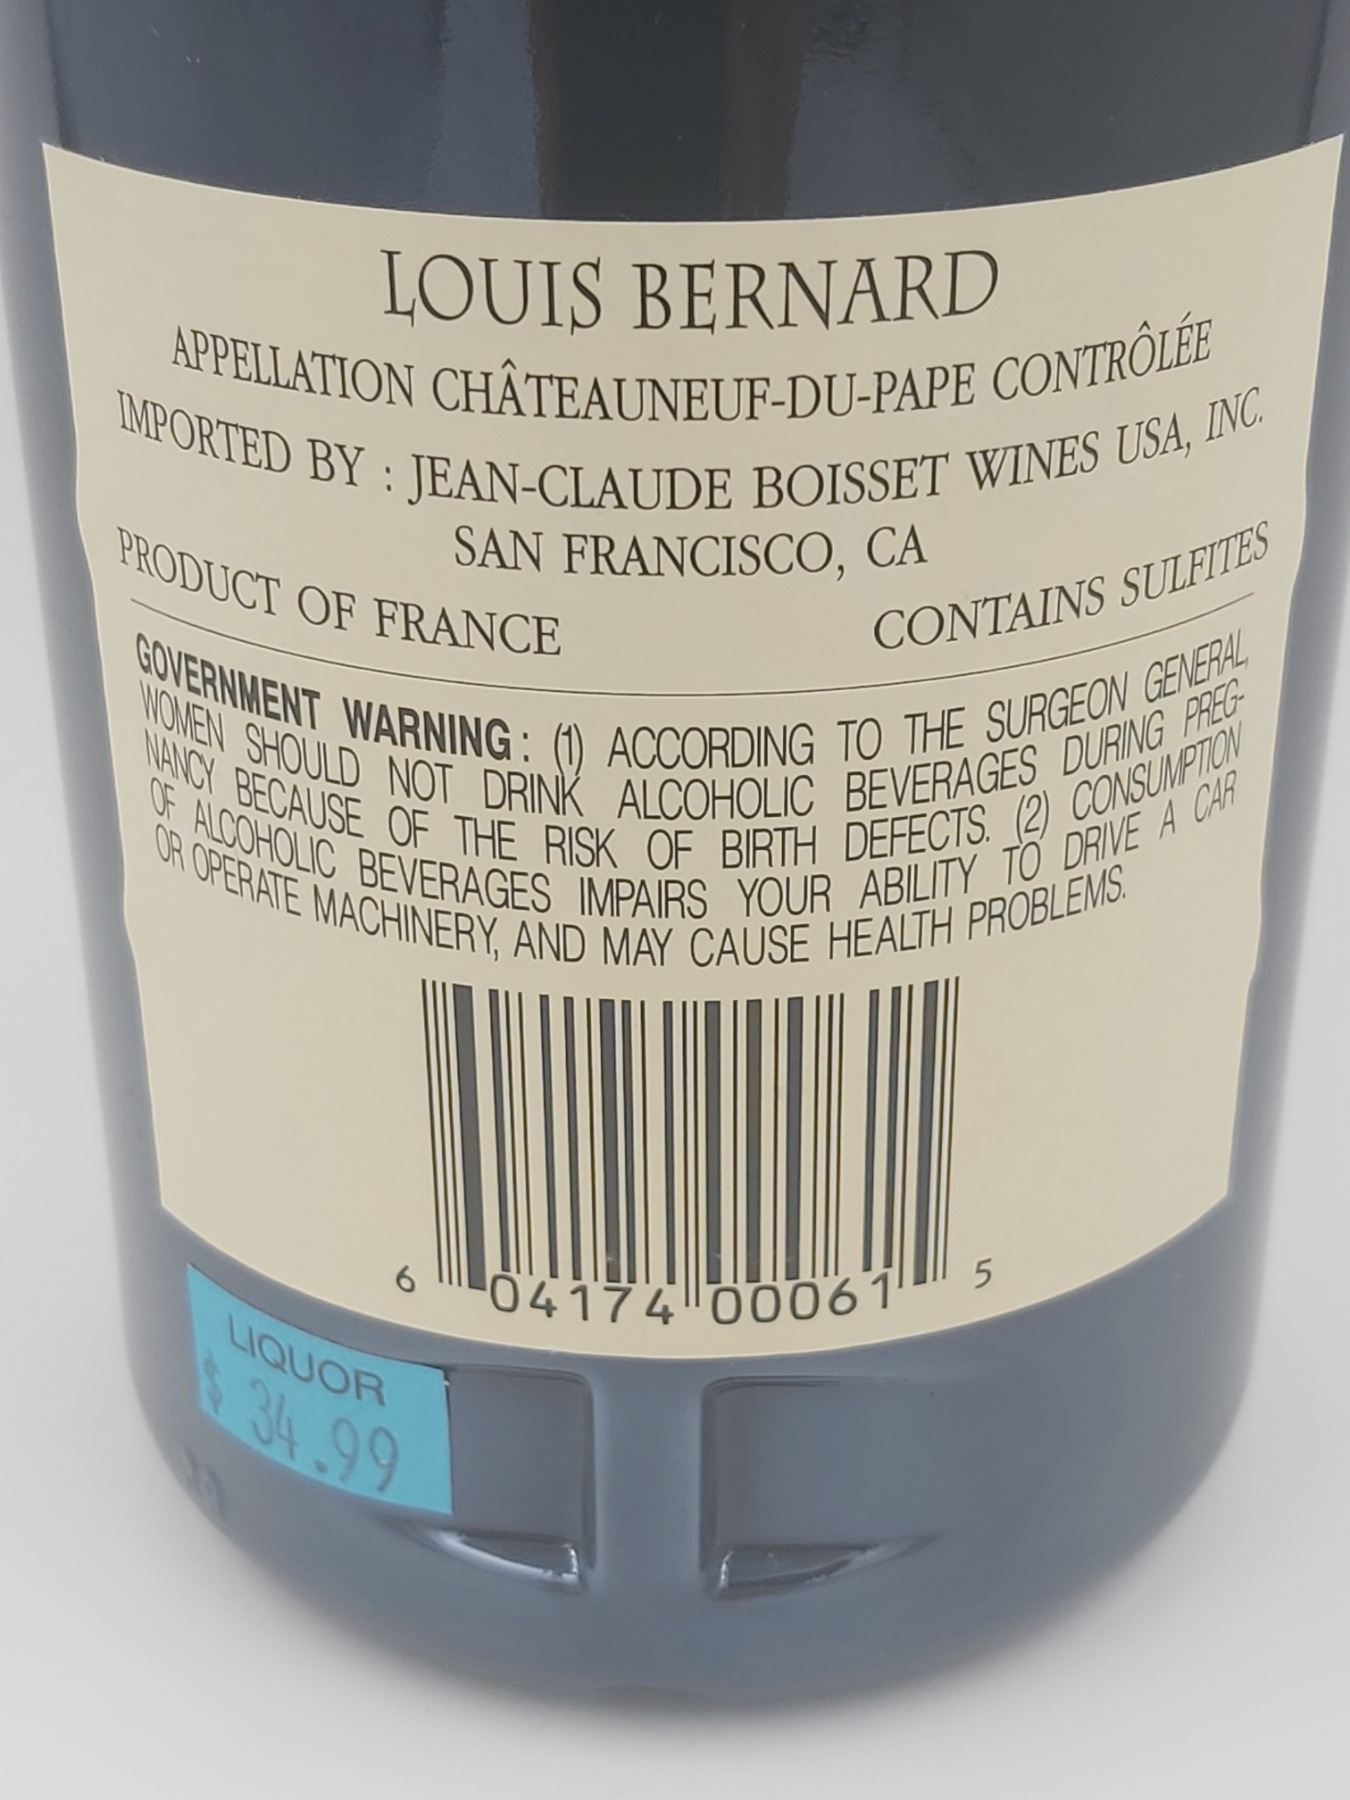 LOUIS BERNARD
APPELLATION CHÂTEAUNEUF-DU-PAPE CONTRÔLÉE
IMPORTED BY : JEAN-CLAUDE BOISSET WINES USA, INC.
SAN FRANCISCO, CA
PRODUCT OF FRANCE CONTAINS SULFITES
GOVERNMENT WARNING: (1) ACCORDING TO THE SURGEON GENERAL,
WOMEN SHOULD NOT DRINK ALCOHOLIC BEVERAGES DURING PREG-
NANCY BECAUSE OF THE RISK OF BIRTH DEFECTS. (2) CONSUMPTION
OF ALCOHOLIC BEVERAGES IMPAIRS YOUR ABILITY TO DRIVE A CAR
OR OPERATE MACHINERY, AND MAY CAUSE HEALTH PROBLEMS.
6 04174 00061 5
LIQUOR
$ 34.99